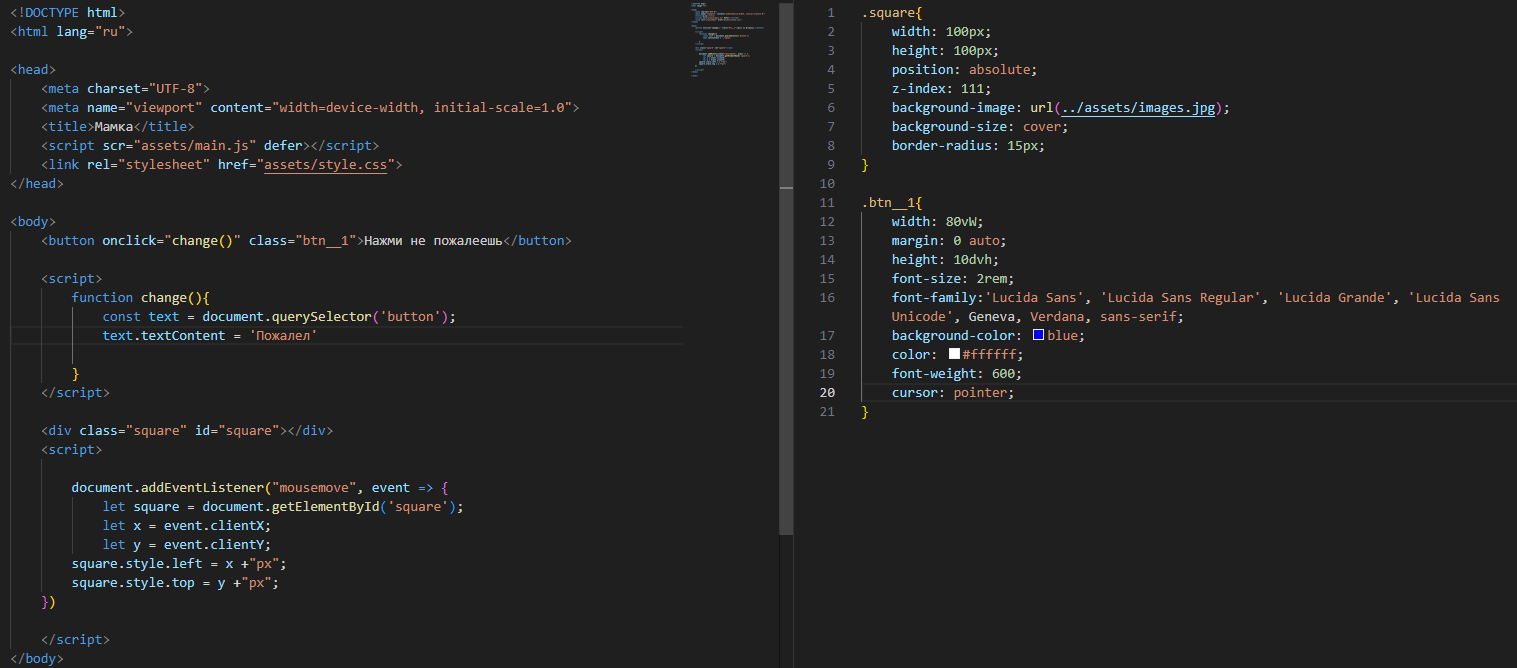 <!DOCTYPE html>
<html lang="ru">
<head>
<meta charset="UTF-8">
<meta name="viewport" content="width=device-width, initial-scale=1.0">
<title>Мамка</title>
<script scr="assets/main.js" defer></script>
<link rel="stylesheet" href="assets/style.css">
</head>
<body>
<button onclick="change()" class="btn__1">Нажми не пожалеешь</button>
<script>
function change(){
const text = document.querySelector('button');
text.textContent = 'Пожалел'
}
</script>
<div class="square" id="square"></div>
<script>
document.addEventListener("mousemove", event => {
let square = document.getElementById('square');
let x = event.clientX;
let y = event.clientY;
square.style.left = x +"px";
square.style.top = y +"px";
})
</script>
</body>
1 .square{
2 width: 100px;
3 height: 100px;
4 position: absolute;
5 z-index: 111;
6 background-image: url(../assets/images.jpg);
7 background-size: cover;
8 border-radius: 15px;
9 }
10
11 .btn__1{
12 width: 80vW;
13 margin: 0 auto;
14 height: 10dvh;
15 font-size: 2rem;
16 font-family:'Lucida Sans', 'Lucida Sans Regular', 'Lucida Grande', 'Lucida Sans
Unicode', Geneva, Verdana, sans-serif;
17 background-color: blue;
18 color: #ffffff;
19 font-weight: 600;
20 cursor: pointer;
21 }